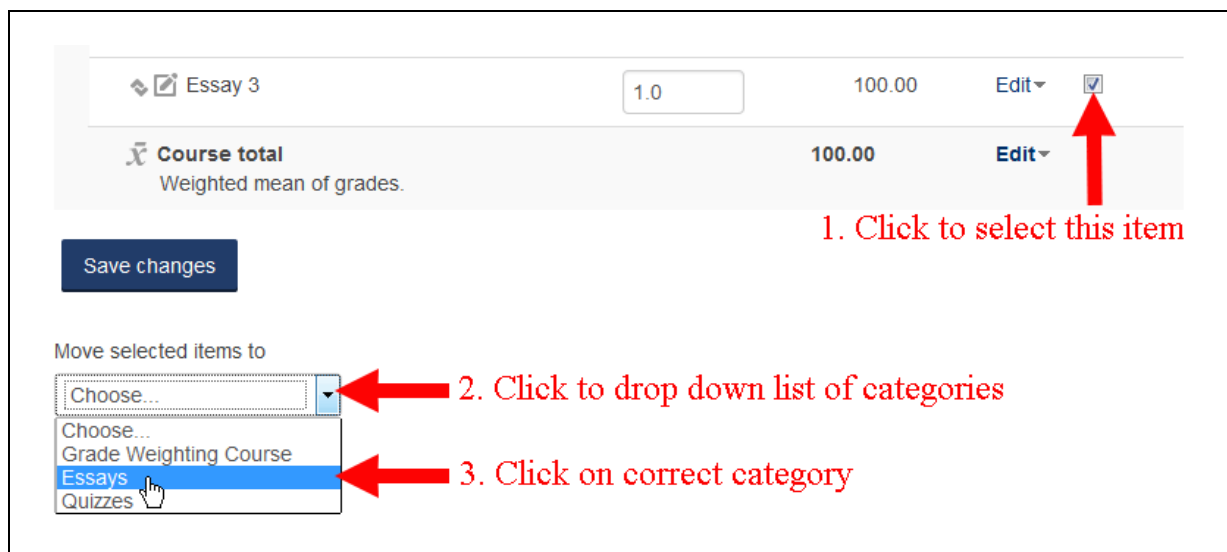 Essay 3 1.0 100.00 Edit
Course total 100.00 Edit
Weighted mean of grades.
1. Click to select this item
Save changes
Move selected items to
Choose... 2. Click to drop down list of categories
Choose...
Grade Weighting Course
Essays 3. Click on correct category
Quizzes